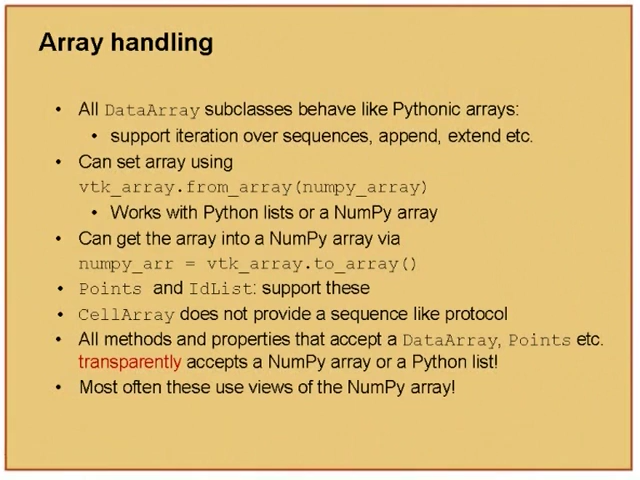 Array handling
• All DataArray subclasses behave like Pythonic arrays:
• support iteration over sequences, append, extend etc.
• Can set array using
vtk_array.from_array(numpy_array)
• Works with Python lists or a NumPy array
• Can get the array into a NumPy array via
numpy_arr = vtk_array.to_array()
• Points and IdList: support these
• CellArray does not provide a sequence like protocol
• All methods and properties that accept a DataArray, Points etc.
transparently accepts a NumPy array or a Python list!
• Most often these use views of the NumPy array!